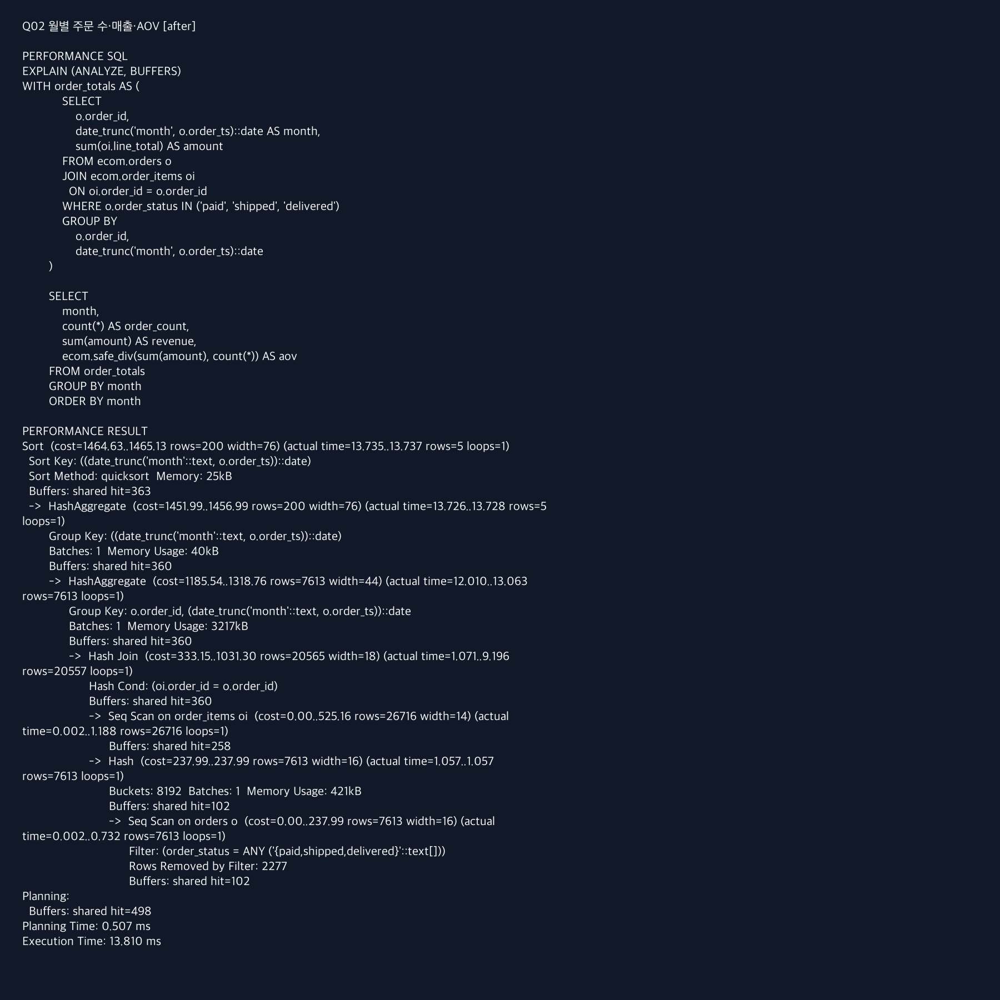 Q02 월별 주문 수·매출·AOV [after]

PERFORMANCE SQL
EXPLAIN (ANALYZE, BUFFERS)
WITH order_totals AS (
            SELECT
                o.order_id,
                date_trunc('month', o.order_ts)::date AS month,
                sum(oi.line_total) AS amount
            FROM ecom.orders o
            JOIN ecom.order_items oi
              ON oi.order_id = o.order_id
            WHERE o.order_status IN ('paid', 'shipped', 'delivered')
            GROUP BY
                o.order_id,
                date_trunc('month', o.order_ts)::date
        )

        SELECT
            month,
            count(*) AS order_count,
            sum(amount) AS revenue,
            ecom.safe_div(sum(amount), count(*)) AS aov
        FROM order_totals
        GROUP BY month
        ORDER BY month

PERFORMANCE RESULT
Sort  (cost=1464.63..1465.13 rows=200 width=76) (actual time=13.735..13.737 rows=5 loops=1)
  Sort Key: ((date_trunc('month'::text, o.order_ts))::date)
  Sort Method: quicksort  Memory: 25kB
  Buffers: shared hit=363
  ->  HashAggregate  (cost=1451.99..1456.99 rows=200 width=76) (actual time=13.726..13.728 rows=5
loops=1)
        Group Key: ((date_trunc('month'::text, o.order_ts))::date)
        Batches: 1  Memory Usage: 40kB
        Buffers: shared hit=360
        ->  HashAggregate  (cost=1185.54..1318.76 rows=7613 width=44) (actual time=12.010..13.063
rows=7613 loops=1)
              Group Key: o.order_id, (date_trunc('month'::text, o.order_ts))::date
              Batches: 1  Memory Usage: 3217kB
              Buffers: shared hit=360
              ->  Hash Join  (cost=333.15..1031.30 rows=20565 width=18) (actual time=1.071..9.196
rows=20557 loops=1)
                    Hash Cond: (oi.order_id = o.order_id)
                    Buffers: shared hit=360
                    ->  Seq Scan on order_items oi  (cost=0.00..525.16 rows=26716 width=14) (actual
time=0.002..1.188 rows=26716 loops=1)
                          Buffers: shared hit=258
                    ->  Hash  (cost=237.99..237.99 rows=7613 width=16) (actual time=1.057..1.057
rows=7613 loops=1)
                          Buckets: 8192  Batches: 1  Memory Usage: 421kB
                          Buffers: shared hit=102
                          ->  Seq Scan on orders o  (cost=0.00..237.99 rows=7613 width=16) (actual
time=0.002..0.732 rows=7613 loops=1)
                                Filter: (order_status = ANY ('{paid,shipped,delivered}'::text[]))
                                Rows Removed by Filter: 2277
                                Buffers: shared hit=102
Planning:
  Buffers: shared hit=498
Planning Time: 0.507 ms
Execution Time: 13.810 ms